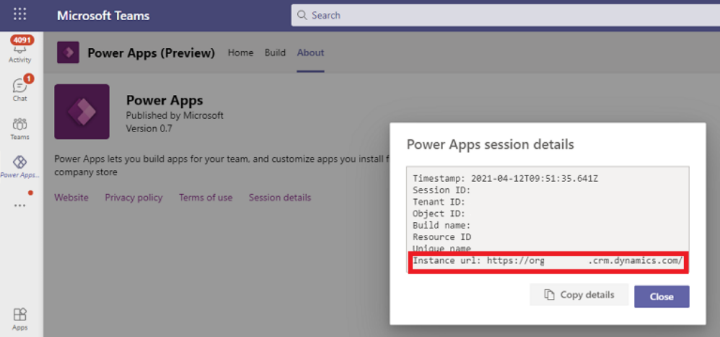 Microsoft Teams
Search
4091
Activity
1
Chat
Teams
Power Apps...
Apps
Power Apps (Preview)
Home
Build
About
Power Apps
Published by Microsoft
Version 0.7
Power Apps lets you build apps for your team, and customize apps you install f
company store
Website
Privacy policy
Terms of use
Session details
Power Apps session details
Timestamp: 2021-04-12T09:51:35.641Z
Session ID:
Tenant ID:
Object ID:
Build name:
Resource ID
Unique name
Instance url: https://org .crm.dynamics.com/
Copy details
Close